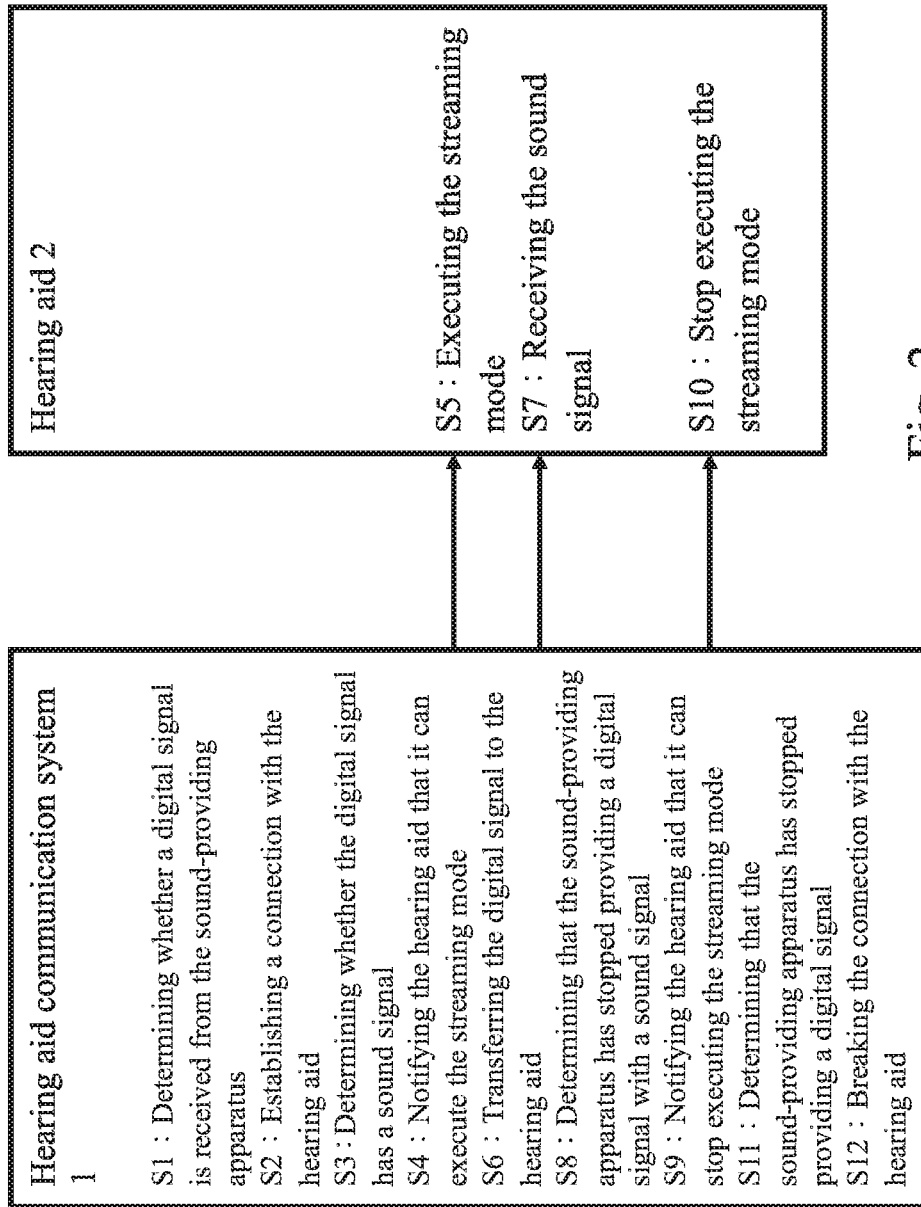 Hearing aid communication system
1
S1 : Determining whether a digital signal
is received from the sound-providing
apparatus
S2 : Establishing a connection with the
hearing aid
S3 : Determining whether the digital signal
has a sound signal
S4 : Notifying the hearing aid that it can
execute the streaming mode
S6 : Transferring the digital signal to the
hearing aid
S8 : Determining that the sound-providing
apparatus has stopped providing a digital
signal with a sound signal
S9 : Notifying the hearing aid that it can
stop executing the streaming mode
S11 : Determining that the
sound-providing apparatus has stopped
providing a digital signal
S12 : Breaking the connection with the
hearing aid
Hearing aid 2
S5 : Executing the streaming
mode
S7 : Receiving the sound
signal
S10 : Stop executing the
streaming mode